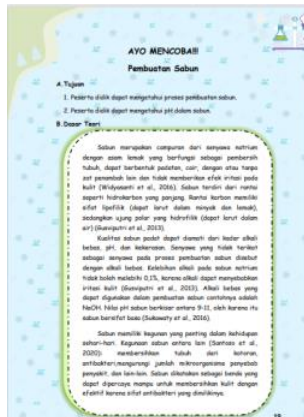 AYO MENCOBA!!!
Pembuatan Sabun
A. Tujuan
1. Peserta didik dapat mengetahui proses pembuatan sabun.
2. Peserta didik dapat mengetahui pH dalam sabun.
B. Dasar Teori
Sabun merupakan campuran dari senyawa natrium
dengan asam lemak yang berfungsi sebagai pembersih
tubuh, dapat berbentuk padatan, cair, dengan atau tanpa
zat penambah lain dan tidak memberikan efek iritasi pada
kulit (Widyasanti et al., 2016). Sabun terdiri dari rantai
seperti hidrokarbon yang panjang. Rantai karbon memiliki
sifat lipofilik (dapat larut dalam minyak dan lemak),
sedangkan ujung polar yang hidrofilik (dapat larut dalam
air) (Gusviputri et al., 2013).
Kualitas sabun padat dapat diamati dari kadar alkali
bebas, pH, dan kekerasan. Senyawa yang tidak terikat
sebagai senyawa pada proses pembuatan sabun disebut
dengan alkali bebas. Kelebihan alkali pada sabun natrium
tidak boleh melebihi 0,1%, karena alkali dapat menyebabkan
iritasi kulit (Gusviputri et al., 2013). Alkali bebas yang
dapat digunakan dalam pembuatan sabun contohnya adalah
NaOH. Nilai pH sabun berkisar antara 9-11, oleh karena itu
sabun bersifat basa (Sukeksi et al., 2016).
Sabun memiliki kegunaan yang penting dalam kehidupan
sehari-hari. Kegunaan sabun antara lain (Santosa et al.,
2020): membersihkan tubuh dari kotoran,
antibakteri,mengurangi jumlah mikroorganisme penyebab
penyakit, dan lain-lain. Sabun dikatakan sebagai benda yang
dapat dipercaya mampu untuk membersihkan kulit dengan
efektif karena sifat antibakteri yang dimilikinya.
19